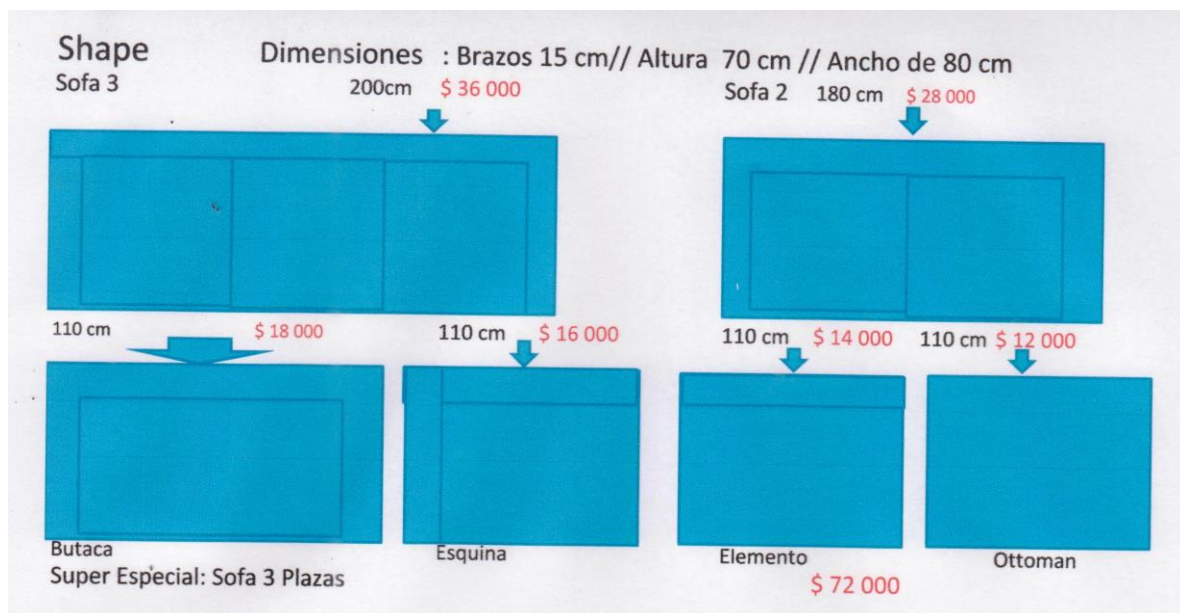 Shape Dimensiones : Brazos 15 cm// Altura 70 cm // Ancho de 80 cm
Sofa 3 200cm $ 36 000 Sofa 2 180 cm $ 28 000
110 cm $ 18 000 110 cm $ 16 000 110 cm $ 14 000 110 cm $ 12 000
Butaca Esquina Elemento Ottoman
Super Especial: Sofa 3 Plazas $ 72 000